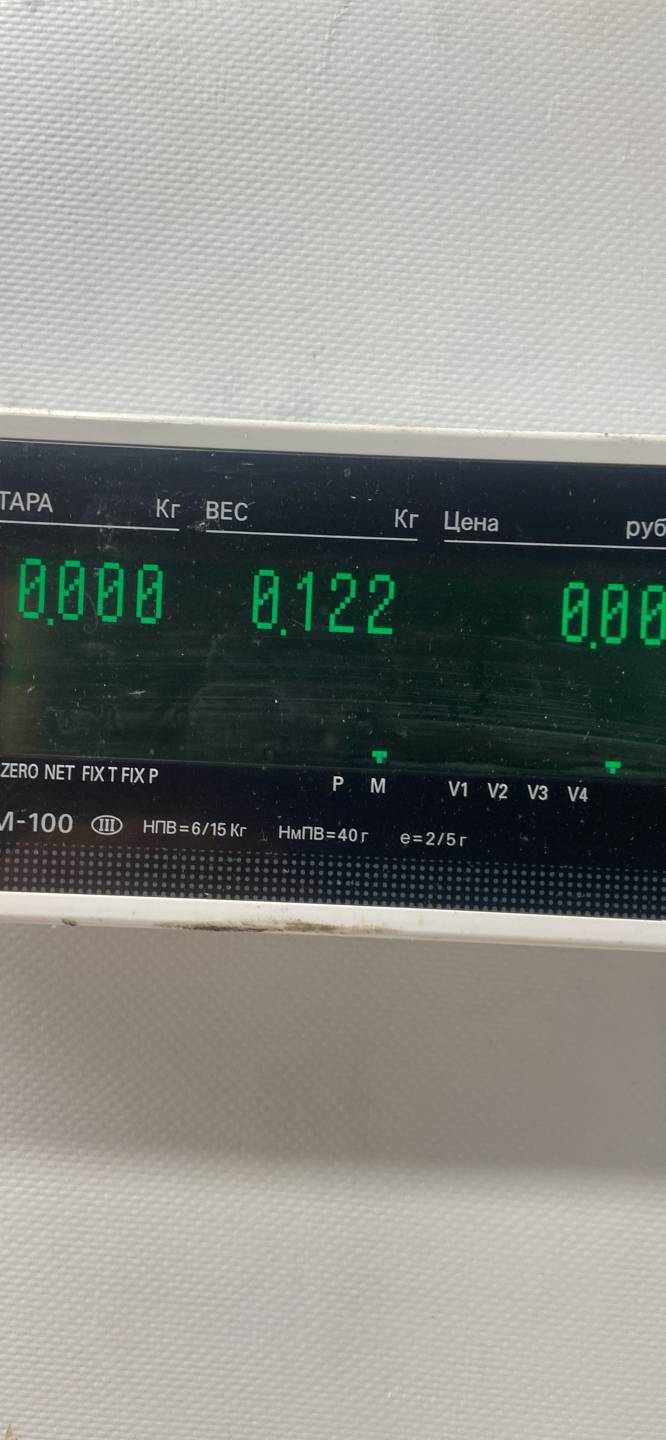 ТАРА Кг ВЕС Кг Цена руб
0.000 0.122 0.00
ZERO NET FIX T FIX P P M V1 V2 V3 V4
M-100 III НПВ=6/15 Кг НмПВ=40 г e=2/5 г